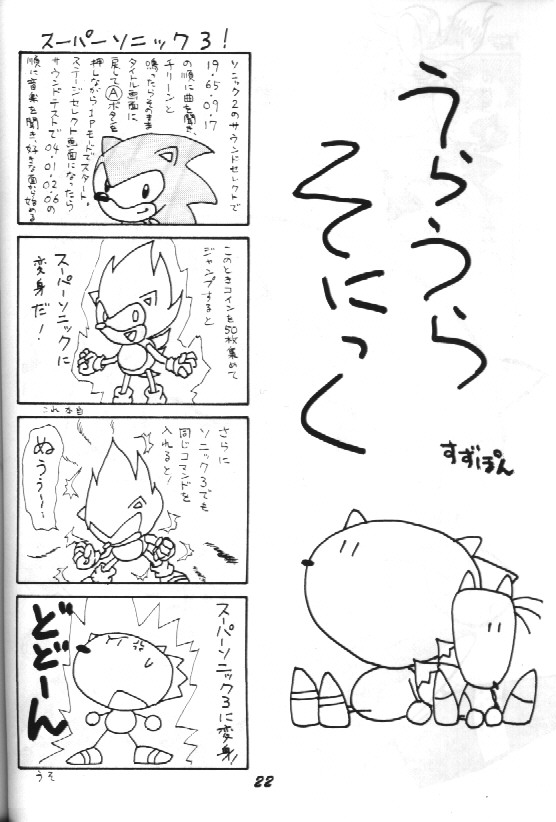 うらうら
そにっく
すずぽん
スーパーソニック3!
ソニック2のサウンドセレクトで
19.65.09.17
の順に曲を聞き、
チリーンと
鳴ったらそのまま
タイトル画面に
戻してⒶボタンを
押しながら1Pモードでスタート。
ステージセレクト画面になったら
サウンドテストで04.01.02.06の
順に音楽を聞き、好きな面から始める
このときコインを50枚集めて
ジャンプすると
スーパーソニックに
変身だ!
これ本当
さらに
ソニック3でも
同じコマンドを
入れると!
ぬうぅ〜…
スーパーソニック3に変身!
どどーん
うそ
22